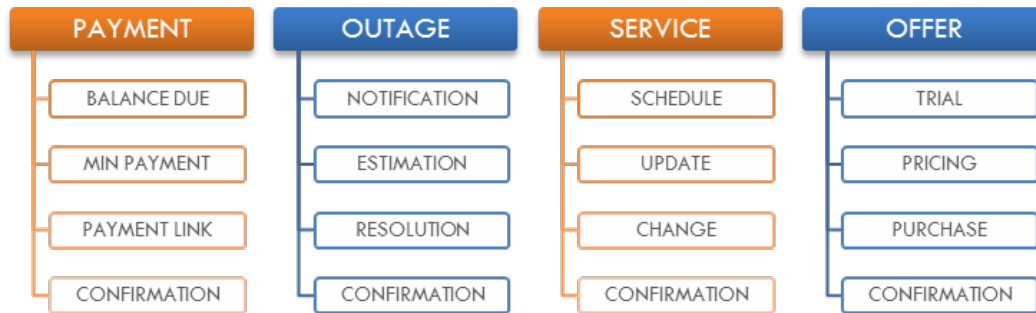 PAYMENT
BALANCE DUE
MIN PAYMENT
PAYMENT LINK
CONFIRMATION
OUTAGE
NOTIFICATION
ESTIMATION
RESOLUTION
CONFIRMATION
SERVICE
SCHEDULE
UPDATE
CHANGE
CONFIRMATION
OFFER
TRIAL
PRICING
PURCHASE
CONFIRMATION